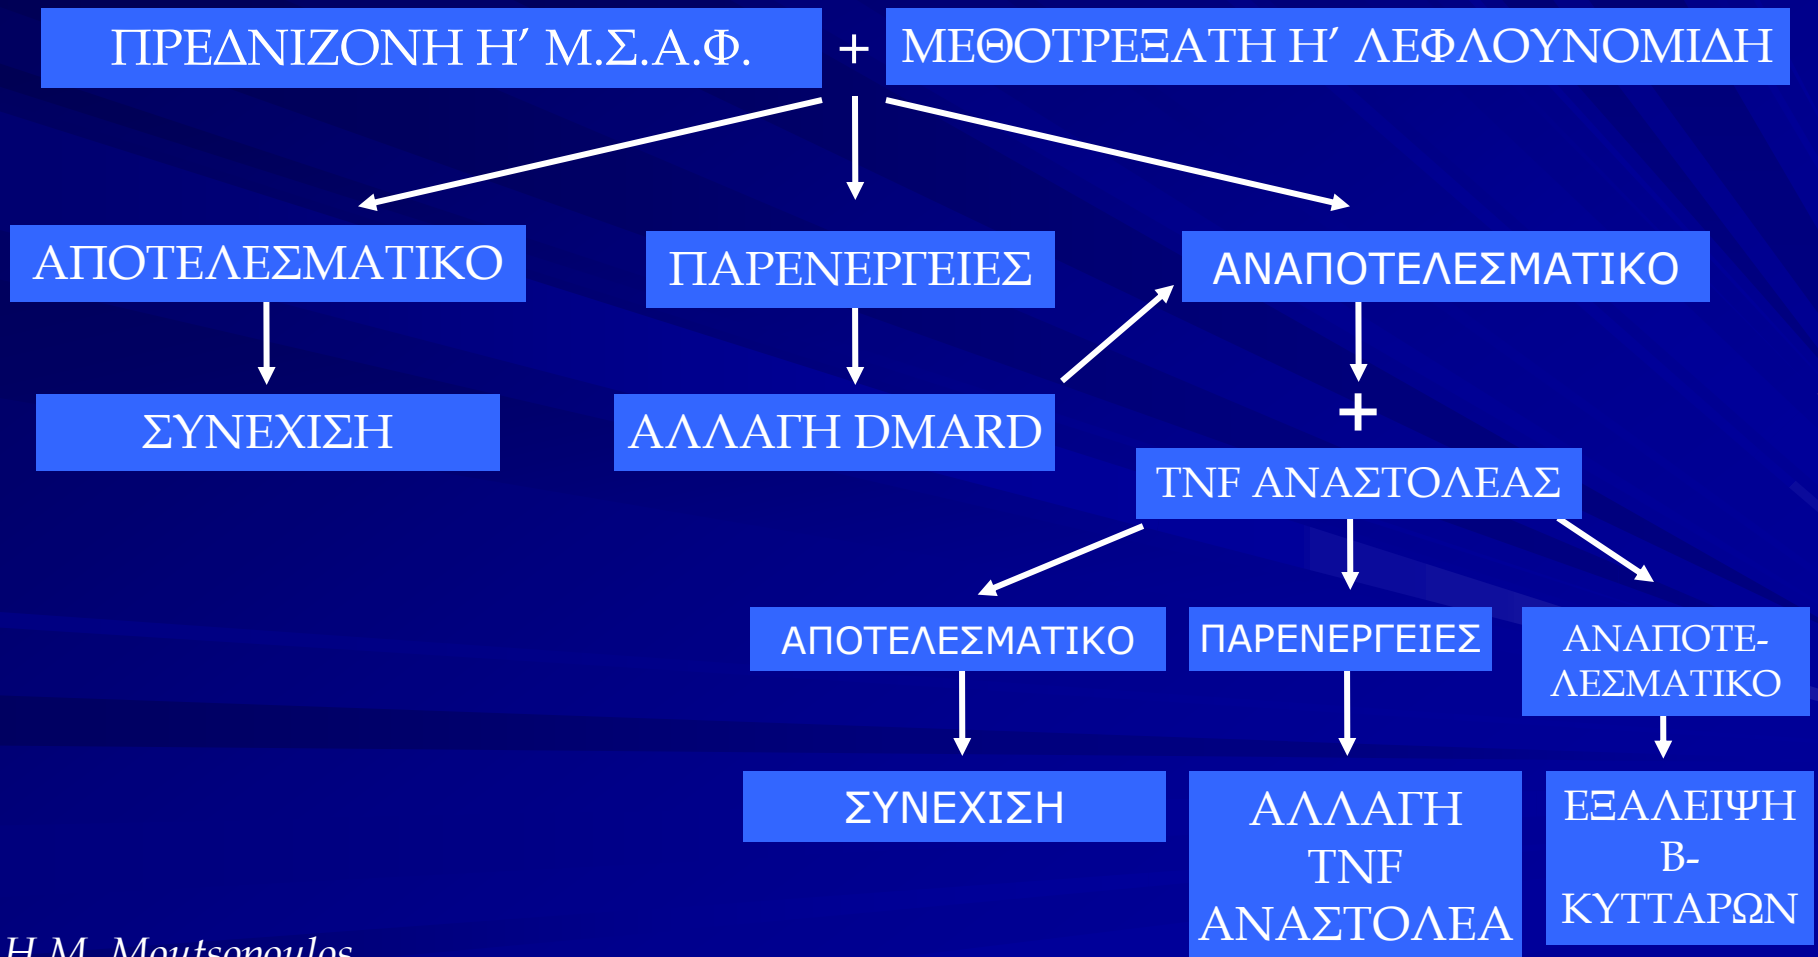 ΠΡΕΔΝΙΖΟΝΗ Η′ Μ.Σ.Α.Φ. + ΜΕΘΟΤΡΕΞΑΤΗ Η′ ΛΕΦΛΟΥΝΟΜΙΔΗ
ΑΠΟΤΕΛΕΣΜΑΤΙΚΟ
ΠΑΡΕΝΕΡΓΕΙΕΣ
ΑΝΑΠΟΤΕΛΕΣΜΑΤΙΚΟ
ΣΥΝΕΧΙΣΗ
ΑΛΛΑΓΗ DMARD
+
TNF ΑΝΑΣΤΟΛΕΑΣ
ΑΠΟΤΕΛΕΣΜΑΤΙΚΟ
ΠΑΡΕΝΕΡΓΕΙΕΣ
ΑΝΑΠΟΤΕ-
ΛΕΣΜΑΤΙΚΟ
ΣΥΝΕΧΙΣΗ
ΑΛΛΑΓΗ
TNF
ΑΝΑΣΤΟΛΕΑ
ΕΞΑΛΕΙΨΗ
Β-
ΚΥΤΤΑΡΩΝ
H.M. Moutsopoulos